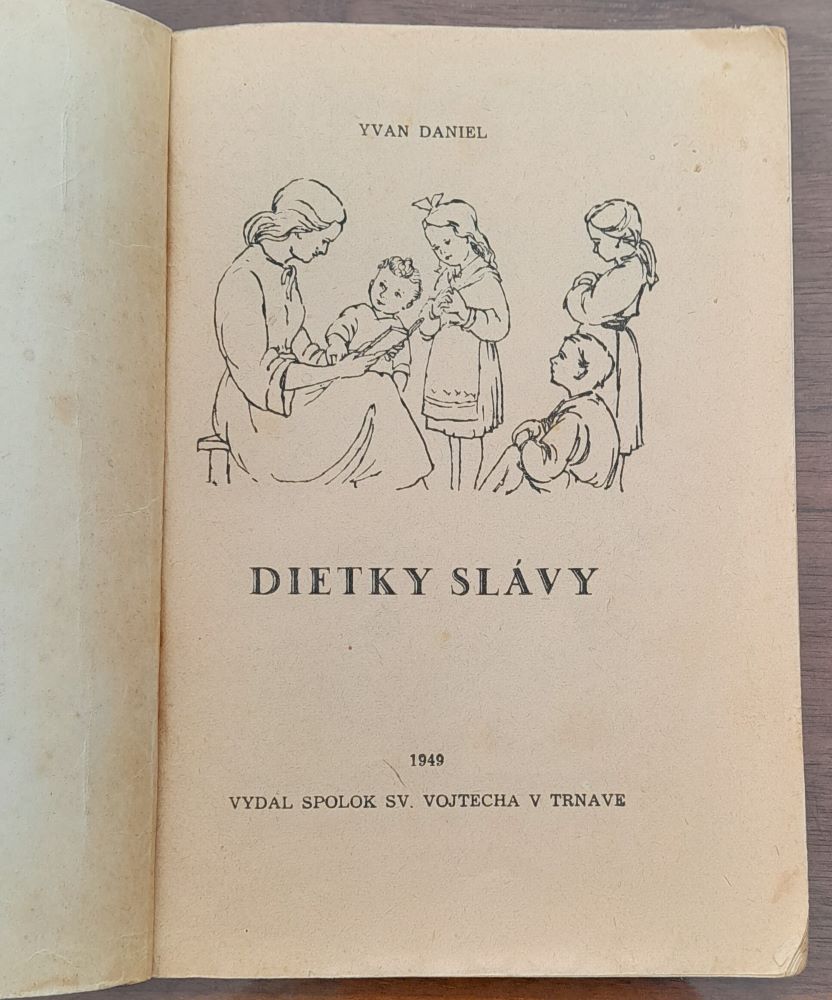 YVAN DANIEL
DIETKY SLÁVY
1949
VYDAL SPOLOK SV. VOJTECHA V TRNAVE